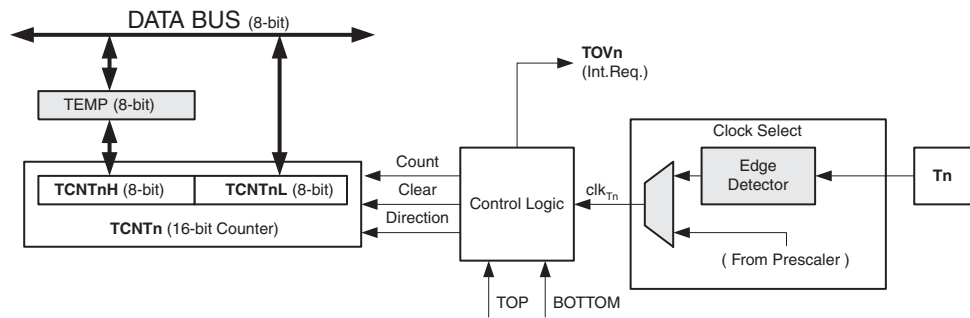 DATA BUS (8-bit)
TOVn
(Int.Req.)
TEMP (8-bit)
Clock Select
Count
Edge
Detector
TCNTnH (8-bit) TCNTnL (8-bit)
Clear
Control Logic
clkTn
Tn
TCNTn (16-bit Counter)
Direction
( From Prescaler )
TOP
BOTTOM